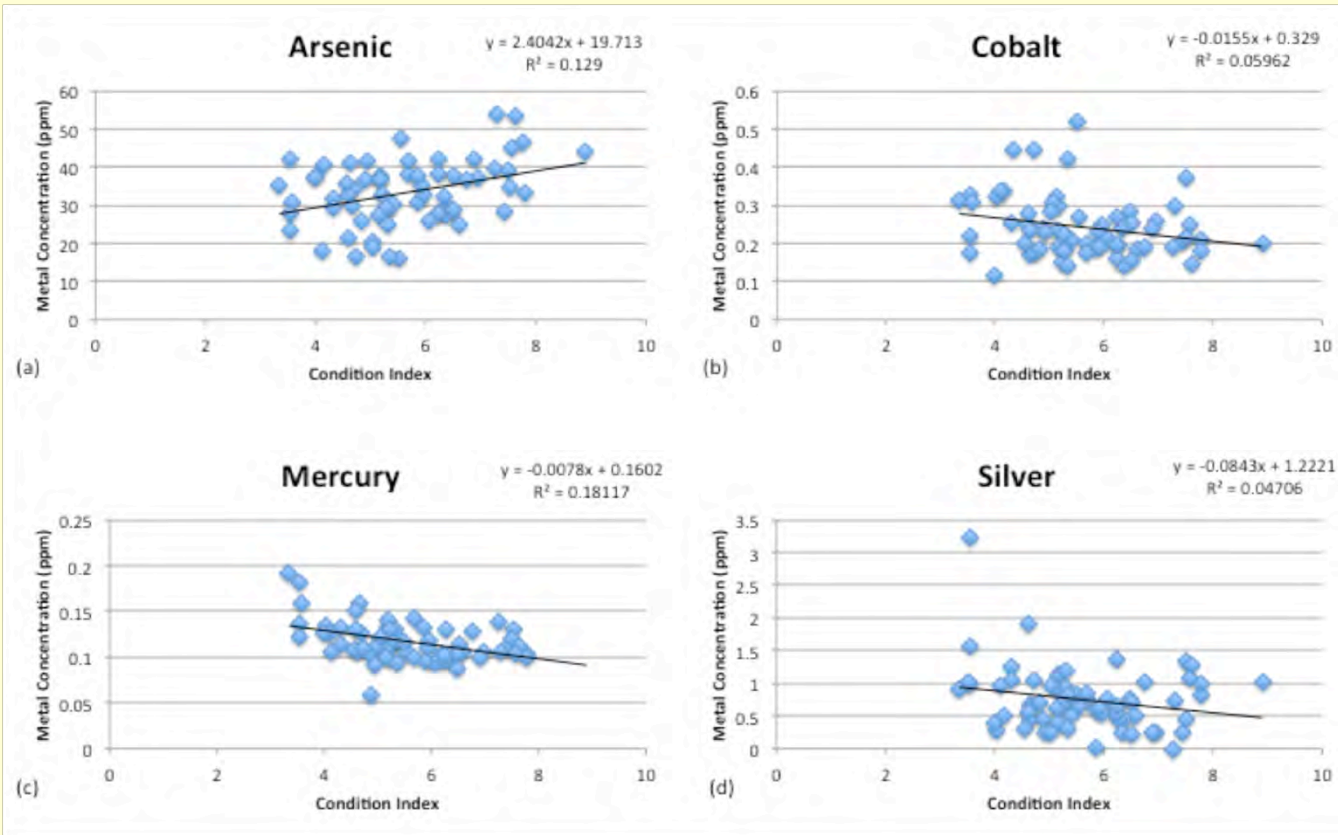 Arsenic
y = 2.4042x + 19.713
R² = 0.129
Metal Concentration (ppm)
60
50
40
30
20
10
0
0 2 4 6 8 10
Condition Index
(a)
Cobalt
y = -0.0155x + 0.329
R² = 0.05962
Metal Concentration (ppm)
0.6
0.5
0.4
0.3
0.2
0.1
0
0 2 4 6 8 10
Condition Index
(b)
Mercury
y = -0.0078x + 0.1602
R² = 0.18117
Metal Concentration (ppm)
0.25
0.2
0.15
0.1
0.05
0
0 2 4 6 8 10
Condition Index
(c)
Silver
y = -0.0843x + 1.2221
R² = 0.04706
Metal Concentration (ppm)
3.5
3
2.5
2
1.5
1
0.5
0
0 2 4 6 8 10
Condition Index
(d)